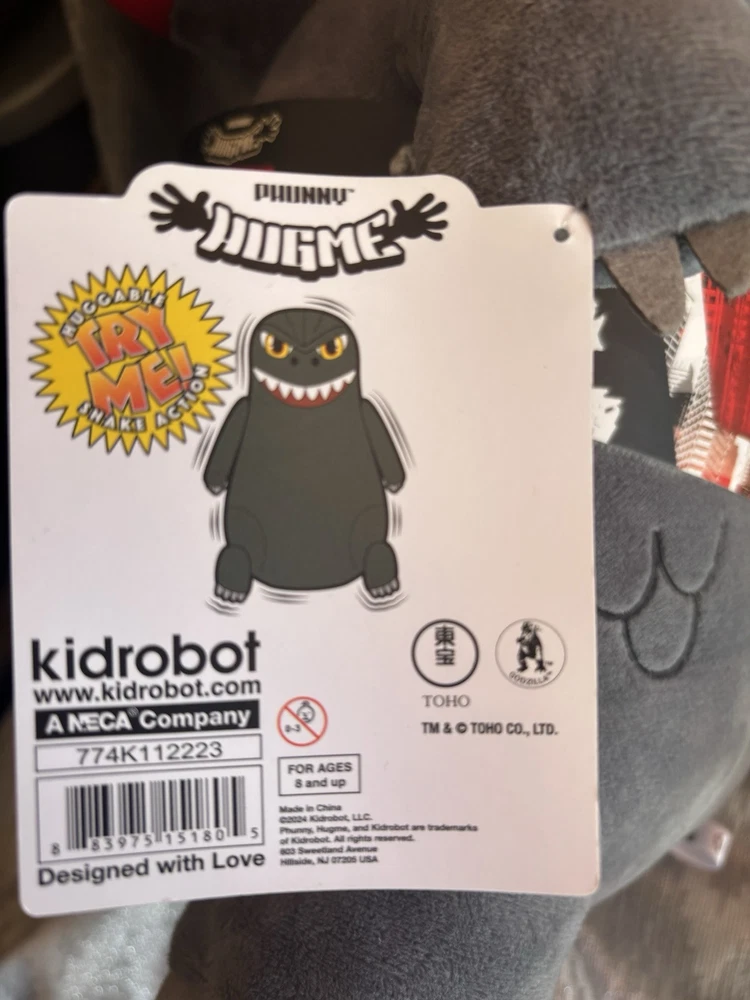 PHUNNY™
HUGME
HUGGABLE
TRY
ME!
SHAKE ACTION
kidrobot
www.kidrobot.com
A NECA® Company
774K112223
8 83975 15180 5
Designed with Love
0-3
FOR AGES
8 and up
Made in China
©2024 Kidrobot, LLC.
Phunny, Hugme, and Kidrobot are trademarks
of Kidrobot. All rights reserved.
603 Sweetland Avenue
Hillside, NJ 07205 USA
東
宝
TOHO
GODZILLA™
TM & © TOHO CO., LTD.